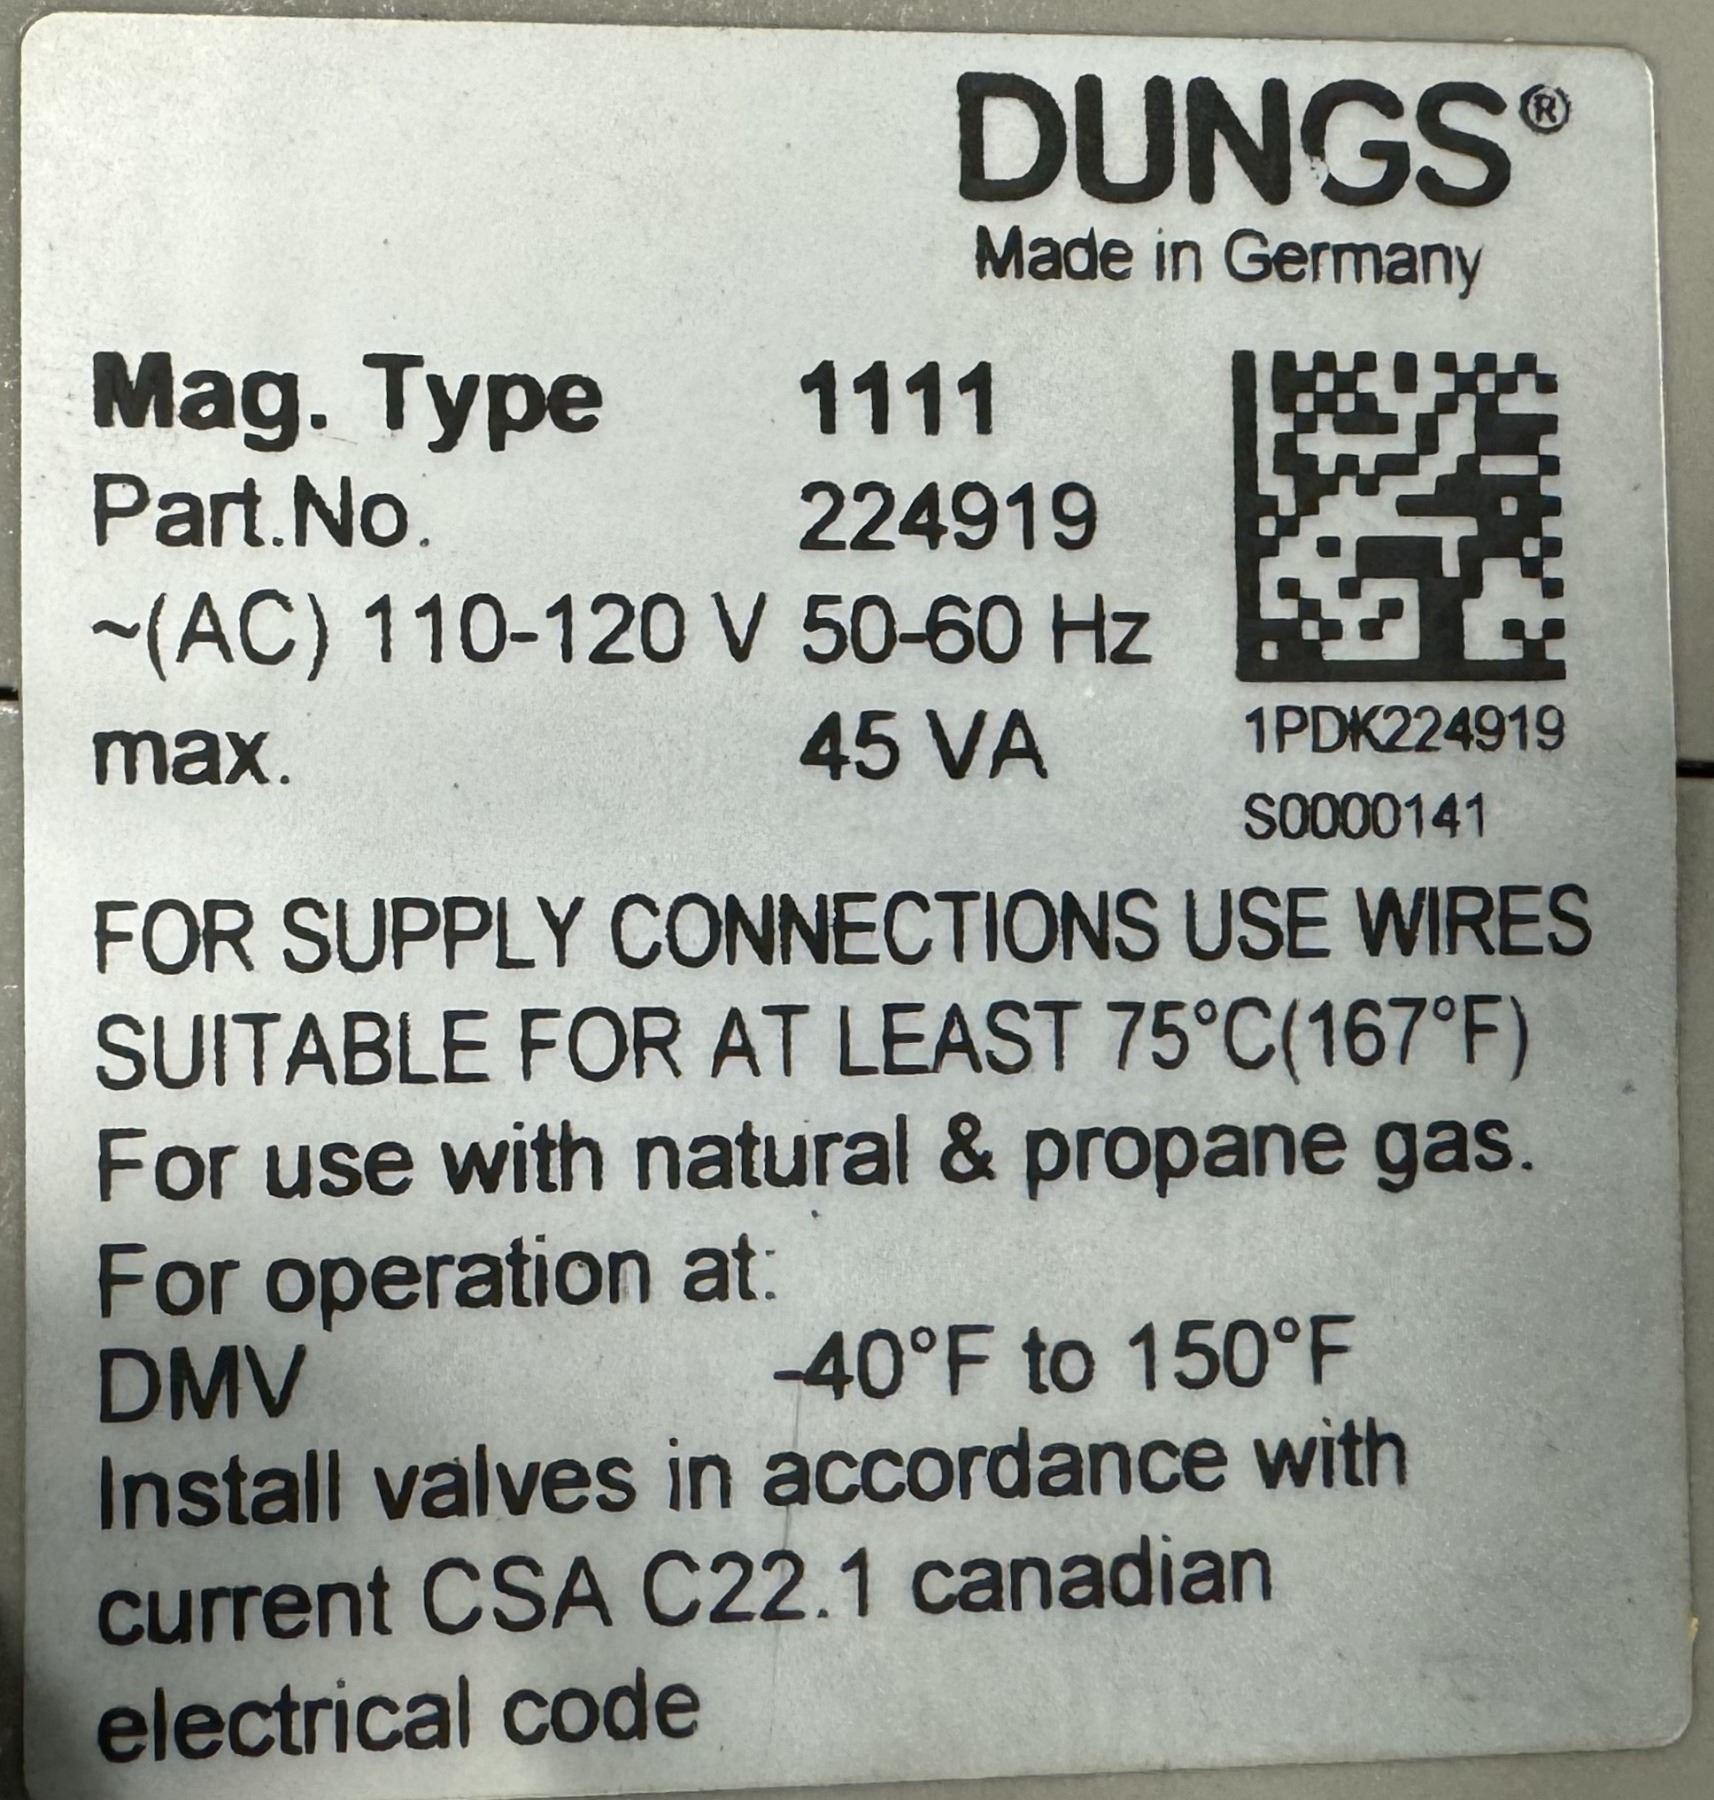 DUNGS®
Made in Germany
Mag. Type 1111
Part.No. 224919
~(AC) 110-120 V 50-60 Hz
max. 45 VA
1PDK224919
S0000141
FOR SUPPLY CONNECTIONS USE WIRES
SUITABLE FOR AT LEAST 75°C(167°F)
For use with natural & propane gas.
For operation at:
DMV -40°F to 150°F
Install valves in accordance with
current CSA C22.1 canadian
electrical code